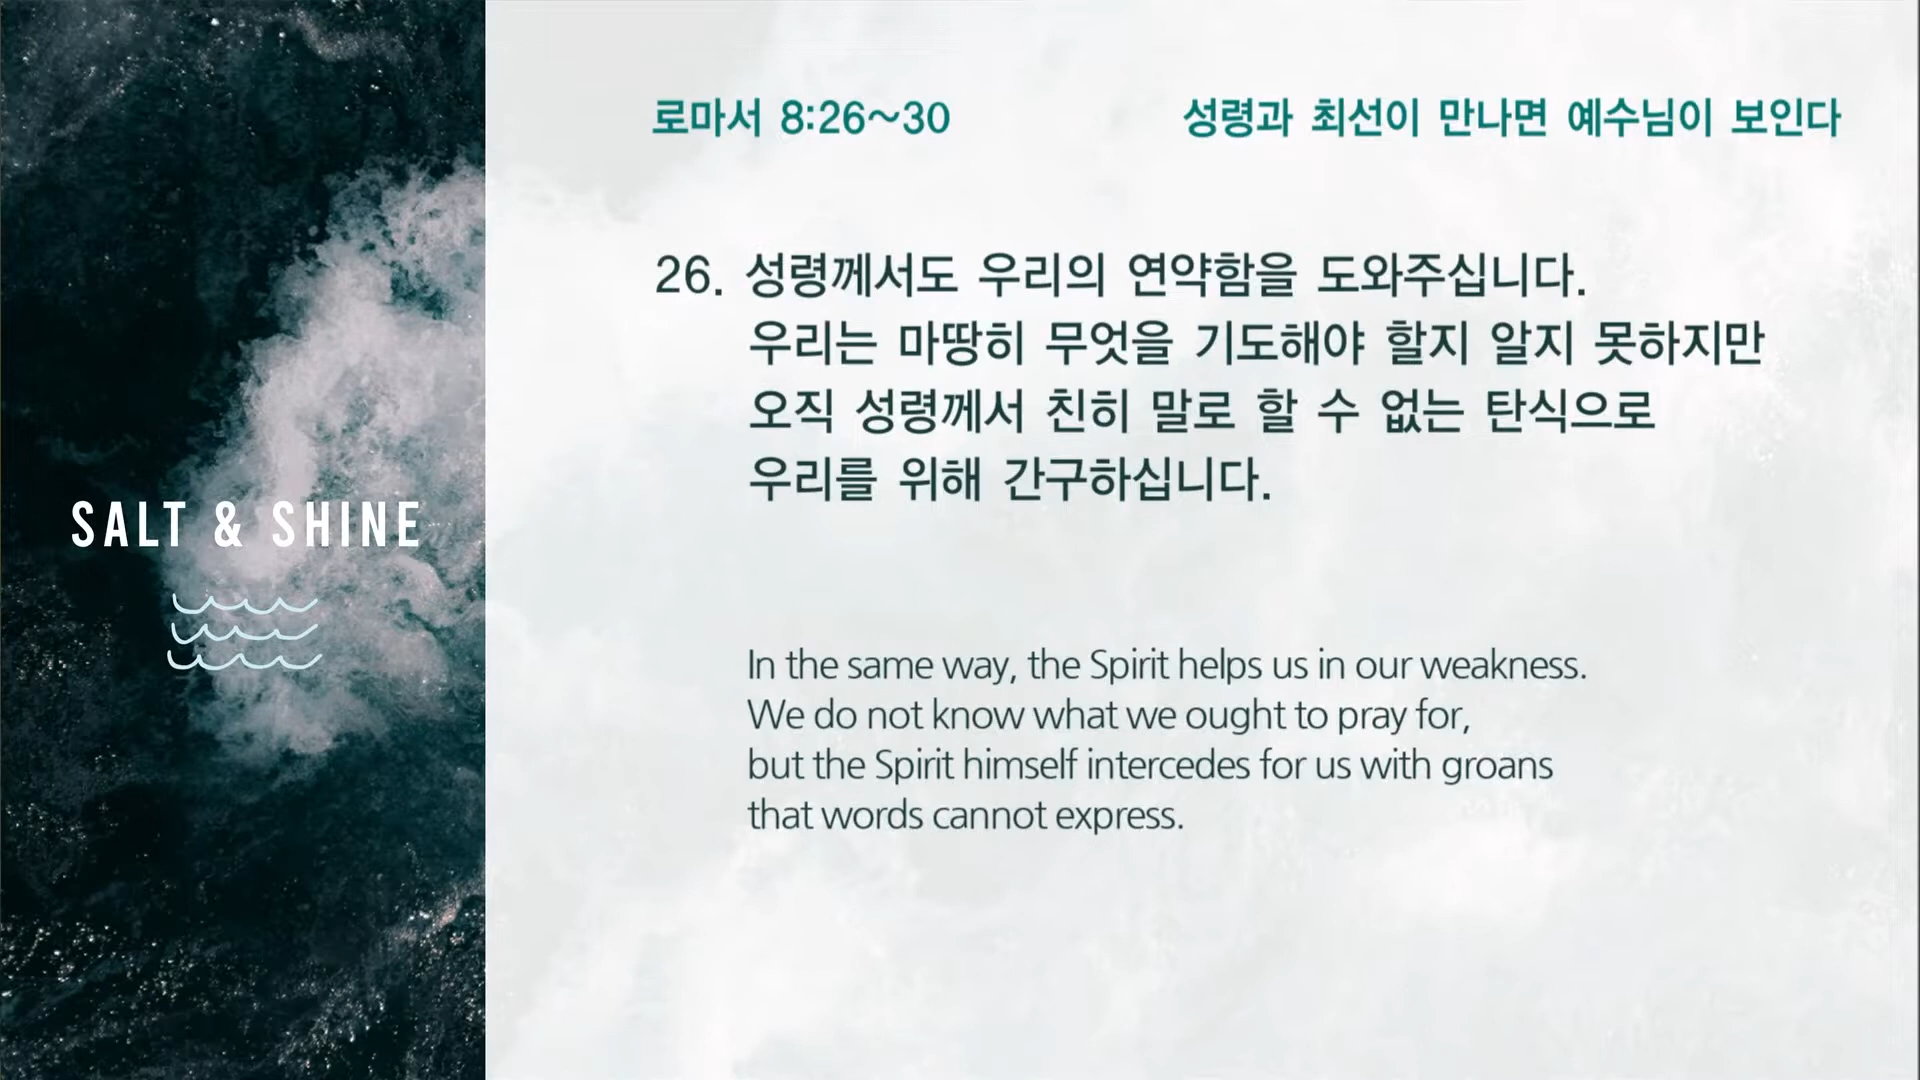 SALT & SHINE
로마서 8:26~30
성령과 최선이 만나면 예수님이 보인다
26. 성령께서도 우리의 연약함을 도와주십니다.
우리는 마땅히 무엇을 기도해야 할지 알지 못하지만
오직 성령께서 친히 말로 할 수 없는 탄식으로
우리를 위해 간구하십니다.
In the same way, the Spirit helps us in our weakness.
We do not know what we ought to pray for,
but the Spirit himself intercedes for us with groans
that words cannot express.